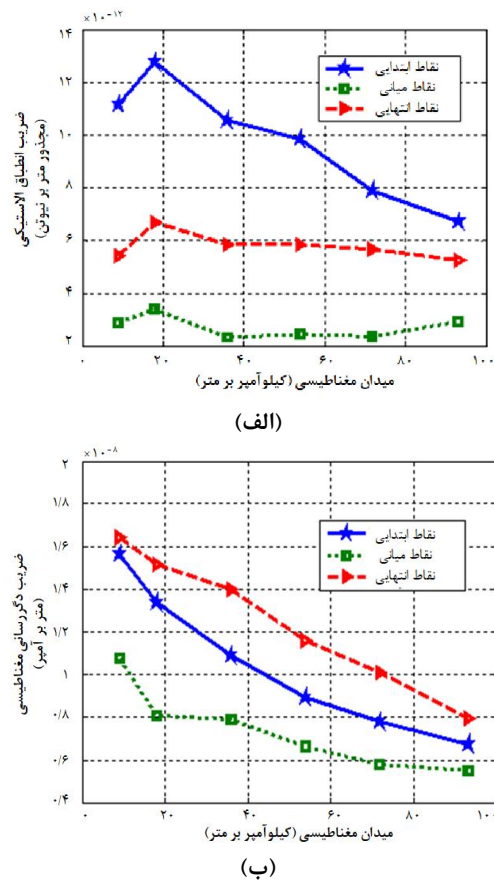 ×۱۰⁻¹²
۱۴
۱۲
۱۰
۸
۶
۴
۲
ضریب انطباق الاستیکی
(مجذور متر بر نیوتن)
نقاط ابتدایی
نقاط میانی
نقاط انتهایی
۰ ۲۰ ۴۰ ۶۰ ۸۰ ۱۰۰
میدان مغناطیسی (کیلوآمپر بر متر)
(الف)
×۱۰⁻⁸
۲
۱/۸
۱/۶
۱/۴
۱/۲
۱
۰/۸
۰/۶
۰/۴
ضریب دگررسانی مغناطیسی
(متر بر آمپر)
نقاط ابتدایی
نقاط میانی
نقاط انتهایی
۰ ۲۰ ۴۰ ۶۰ ۸۰ ۱۰۰
میدان مغناطیسی (کیلوآمپر بر متر)
(ب)